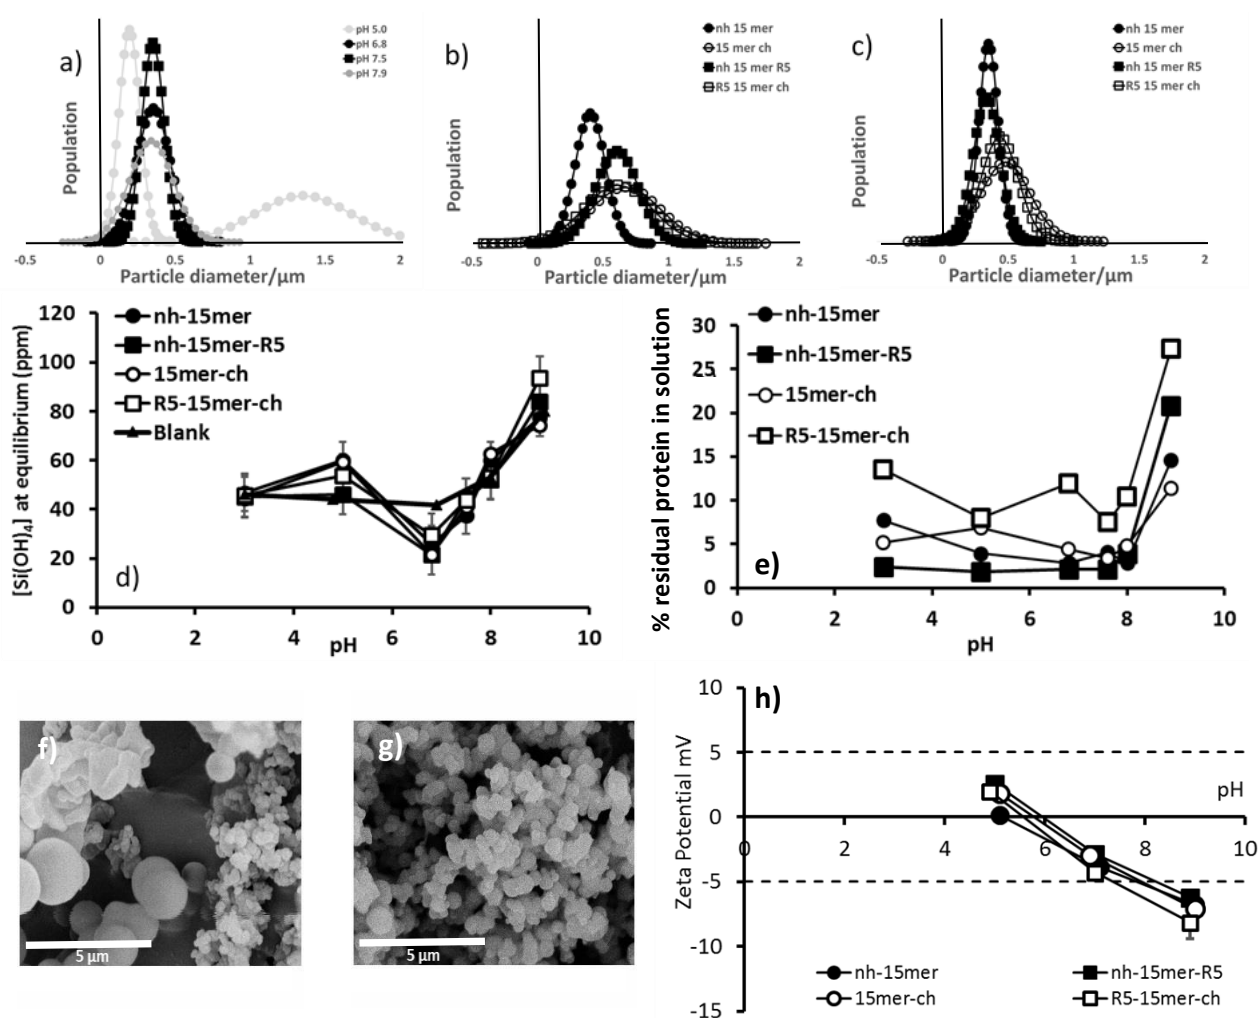 a)
pH 5.0
pH 6.8
pH 7.5
pH 7.9
Population
-0.5 0 0.5 1 1.5 2
Particle diameter/μm
b)
nh 15 mer
15 mer ch
nh 15 mer R5
R5 15 mer ch
Population
-0.5 0 0.5 1 1.5 2
Particle diameter/μm
c)
nh 15 mer
15 mer ch
nh 15 mer R5
R5 15 mer ch
Population
-0.5 0 0.5 1 1.5 2
Particle diameter/μm
[Si(OH)4] at equilibrium (ppm)
120
100
80
60
40
20
0
nh-15mer
nh-15mer-R5
15mer-ch
R5-15mer-ch
Blank
d)
0 2 4 6 8 10
pH
% residual protein in solution
30
25
20
15
10
5
0
nh-15mer
nh-15mer-R5
15mer-ch
R5-15mer-ch
e)
0 2 4 6 8 10
pH
f)
5 μm
g)
5 μm
h)
Zeta Potential mV
10
5
0
-5
-10
-15
pH
0 2 4 6 8 10
nh-15mer
nh-15mer-R5
15mer-ch
R5-15mer-ch